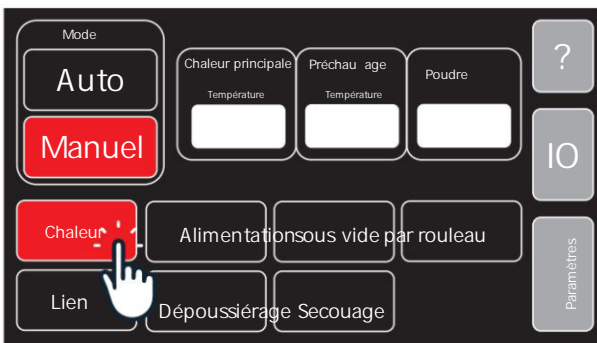 Mode
Auto
Manuel
Chaleur principale
Température
Préchau age
Température
Poudre
?
IO
Paramètres
Chaleur
Alimentationsous vide par rouleau
Lien
Dépoussiérage Secouage